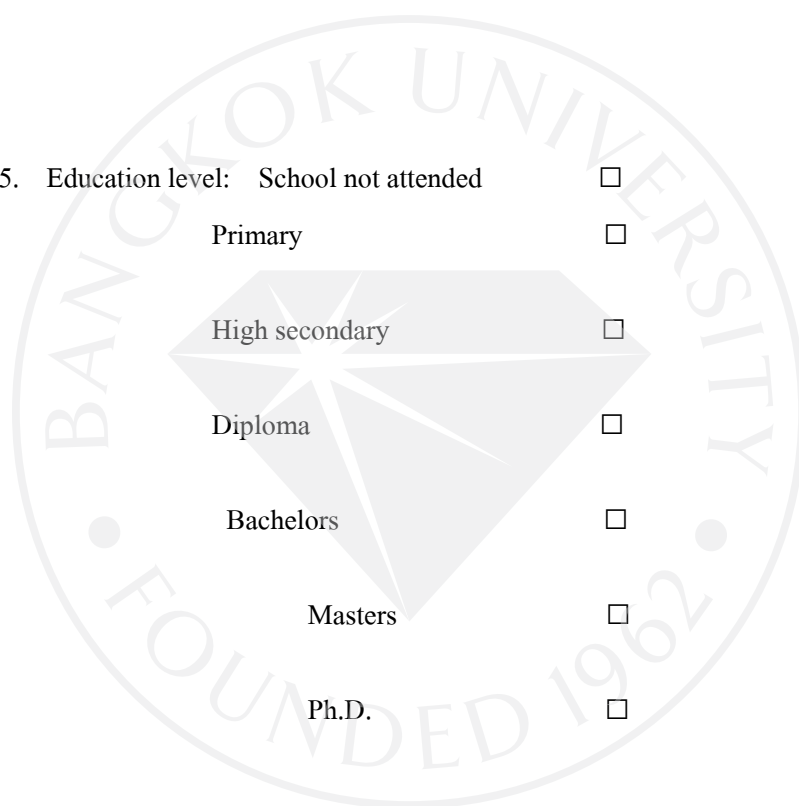 5. Education level: School not attended ☐
Primary ☐
High secondary ☐
Diploma ☐
Bachelors ☐
Masters ☐
Ph.D. ☐
BANGKOK UNIVERSITY
• FOUNDED 1962 •